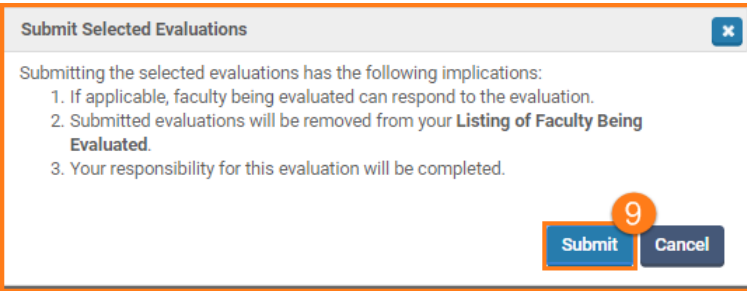 Submit Selected Evaluations
×
Submitting the selected evaluations has the following implications:
1. If applicable, faculty being evaluated can respond to the evaluation.
2. Submitted evaluations will be removed from your Listing of Faculty Being
Evaluated.
3. Your responsibility for this evaluation will be completed.
9
Submit Cancel